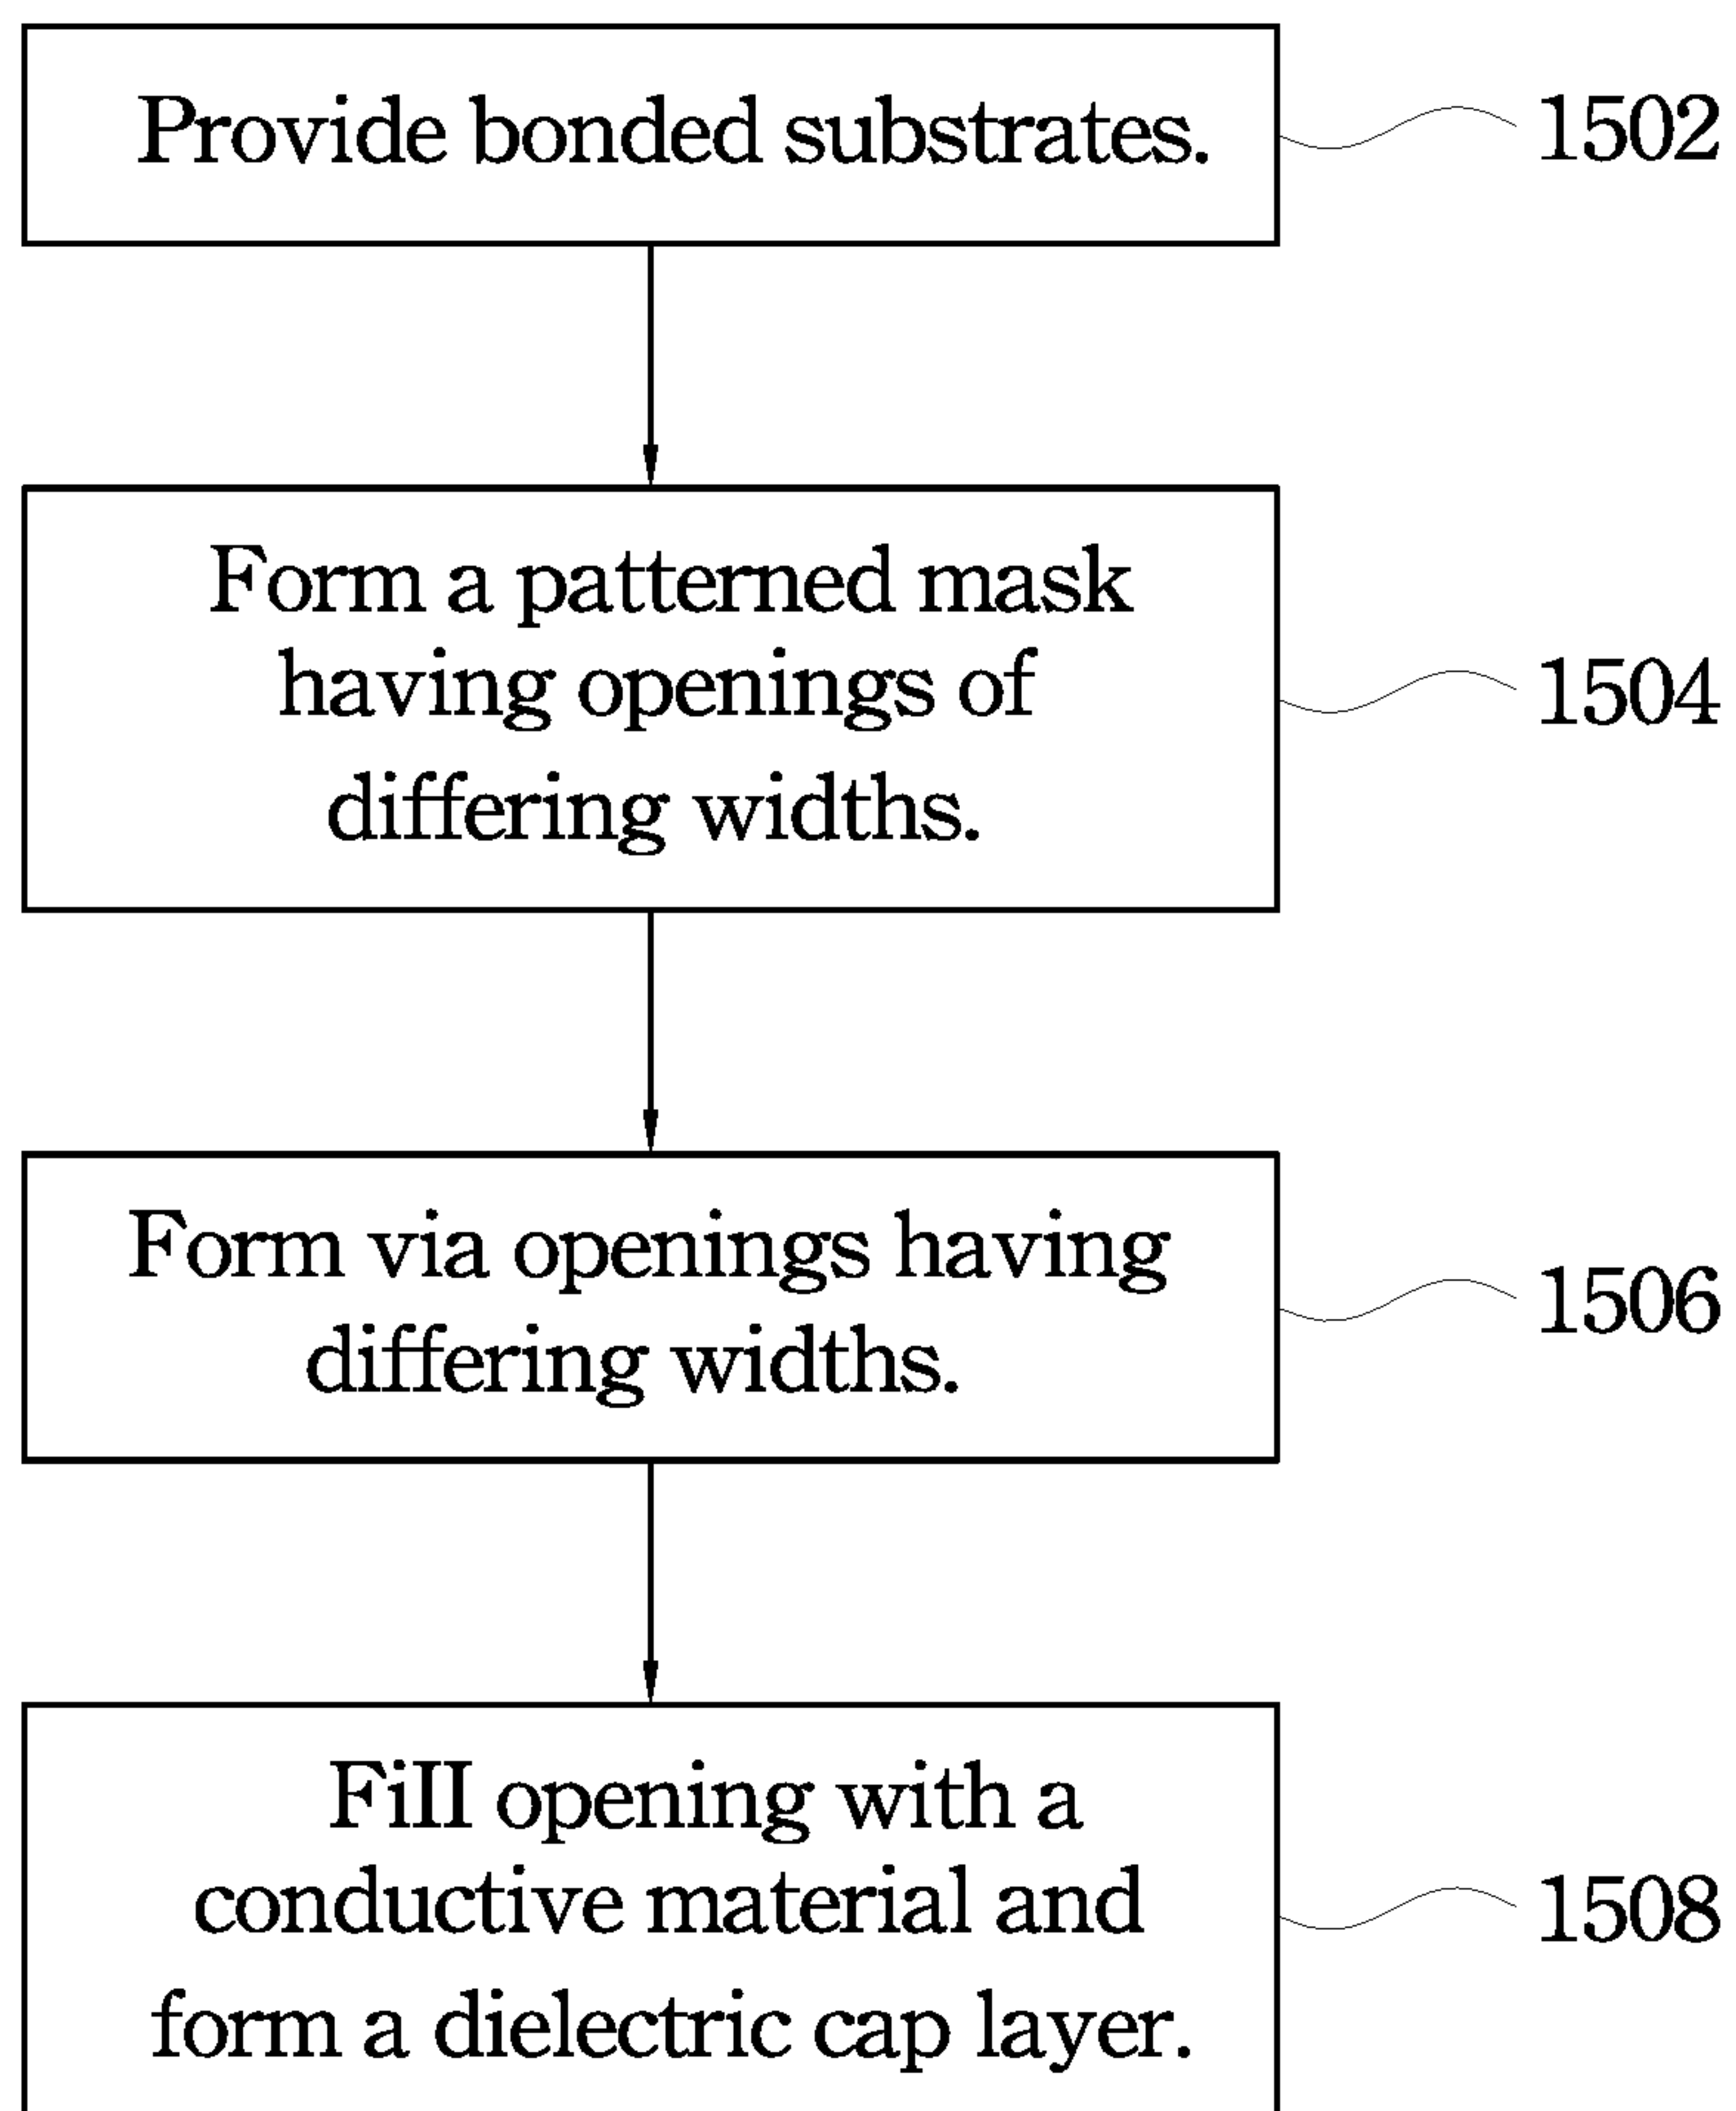 Provide bonded substrates.
1502
Form a patterned mask
having openings of
differing widths.
1504
Form via openings having
differing widths.
1506
Fill opening with a
conductive material and
form a dielectric cap layer.
1508